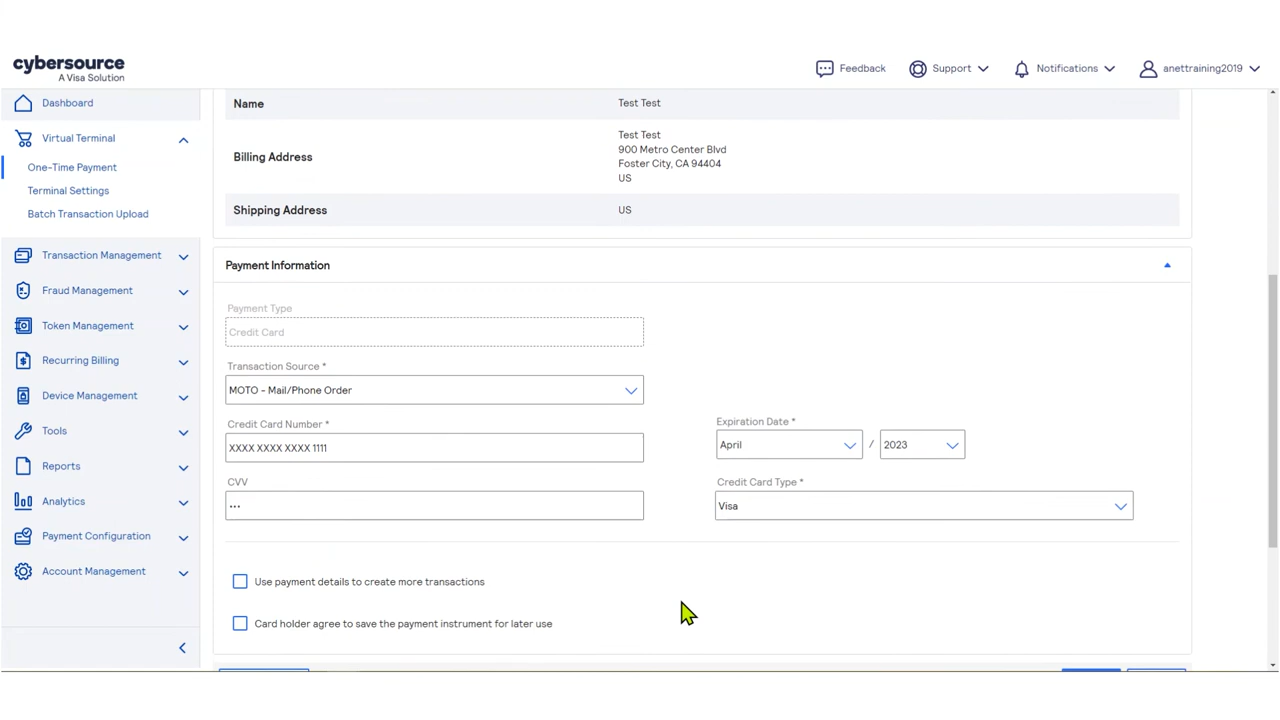 cybersource
A Visa Solution
Feedback
Support
Notifications
anettraining2019
Dashboard
Virtual Terminal
One-Time Payment
Terminal Settings
Batch Transaction Upload
Transaction Management
Fraud Management
Token Management
Recurring Billing
Device Management
Tools
Reports
Analytics
Payment Configuration
Account Management
Name
Test Test
Billing Address
Test Test
900 Metro Center Blvd
Foster City, CA 94404
US
Shipping Address
US
Payment Information
Payment Type
Credit Card
Transaction Source *
MOTO - Mail/Phone Order
Credit Card Number *
XXXX XXXX XXXX 1111
Expiration Date *
April / 2023
CVV
•••
Credit Card Type *
Visa
Use payment details to create more transactions
Card holder agree to save the payment instrument for later use